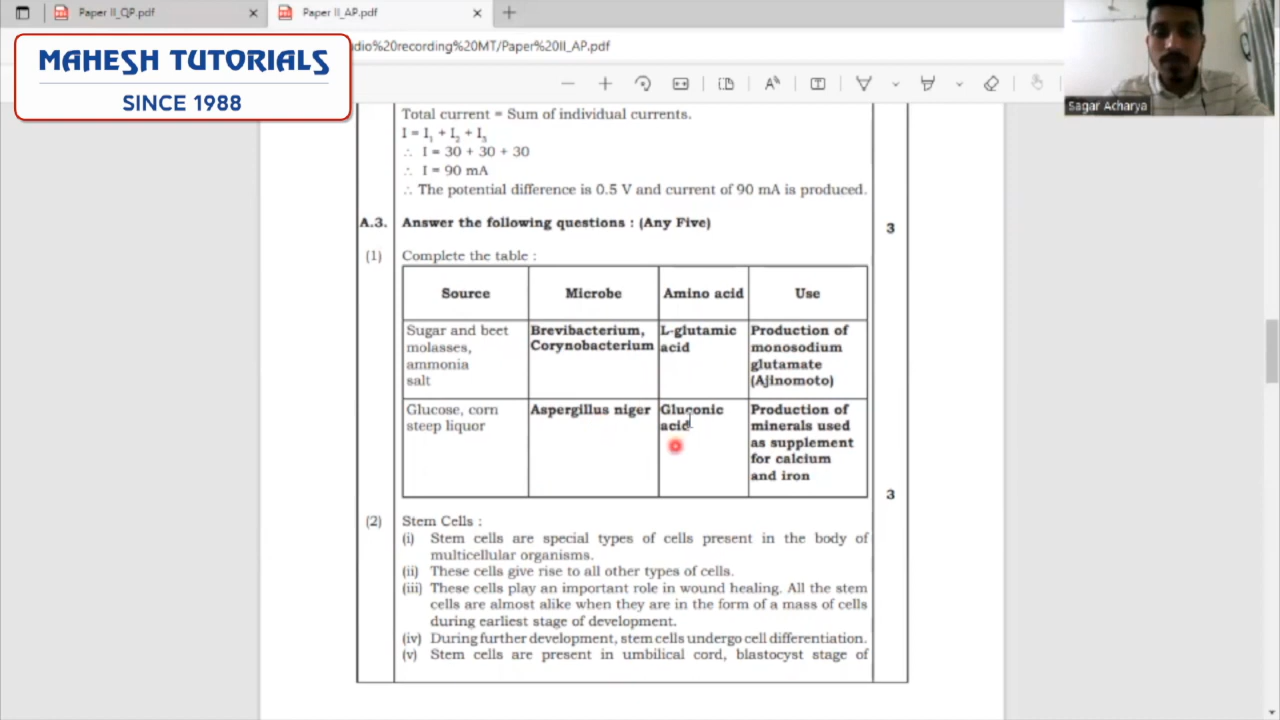 Paper II_QP.pdf
Paper II_AP.pdf
MAHESH TUTORIALS
SINCE 1988
dio%20recording%20MT/Paper%20II_AP.pdf
Sagar Acharya
Total current = Sum of individual currents.
I = I1 + I2 + I3
∴ I = 30 + 30 + 30
∴ I = 90 mA
∴ The potential difference is 0.5 V and current of 90 mA is produced.
A.3. Answer the following questions : (Any Five)
3
(1) Complete the table :
Source Microbe Amino acid Use
Sugar and beet Brevibacterium, L-glutamic Production of
molasses, Corynobacterium acid monosodium
ammonia glutamate
salt (Ajinomoto)
Glucose, corn Aspergillus niger Gluconic Production of
steep liquor acid minerals used
as supplement
for calcium
and iron
3
(2) Stem Cells :
(i) Stem cells are special types of cells present in the body of
multicellular organisms.
(ii) These cells give rise to all other types of cells.
(iii) These cells play an important role in wound healing. All the stem
cells are almost alike when they are in the form of a mass of cells
during earliest stage of development.
(iv) During further development, stem cells undergo cell differentiation.
(v) Stem cells are present in umbilical cord, blastocyst stage of